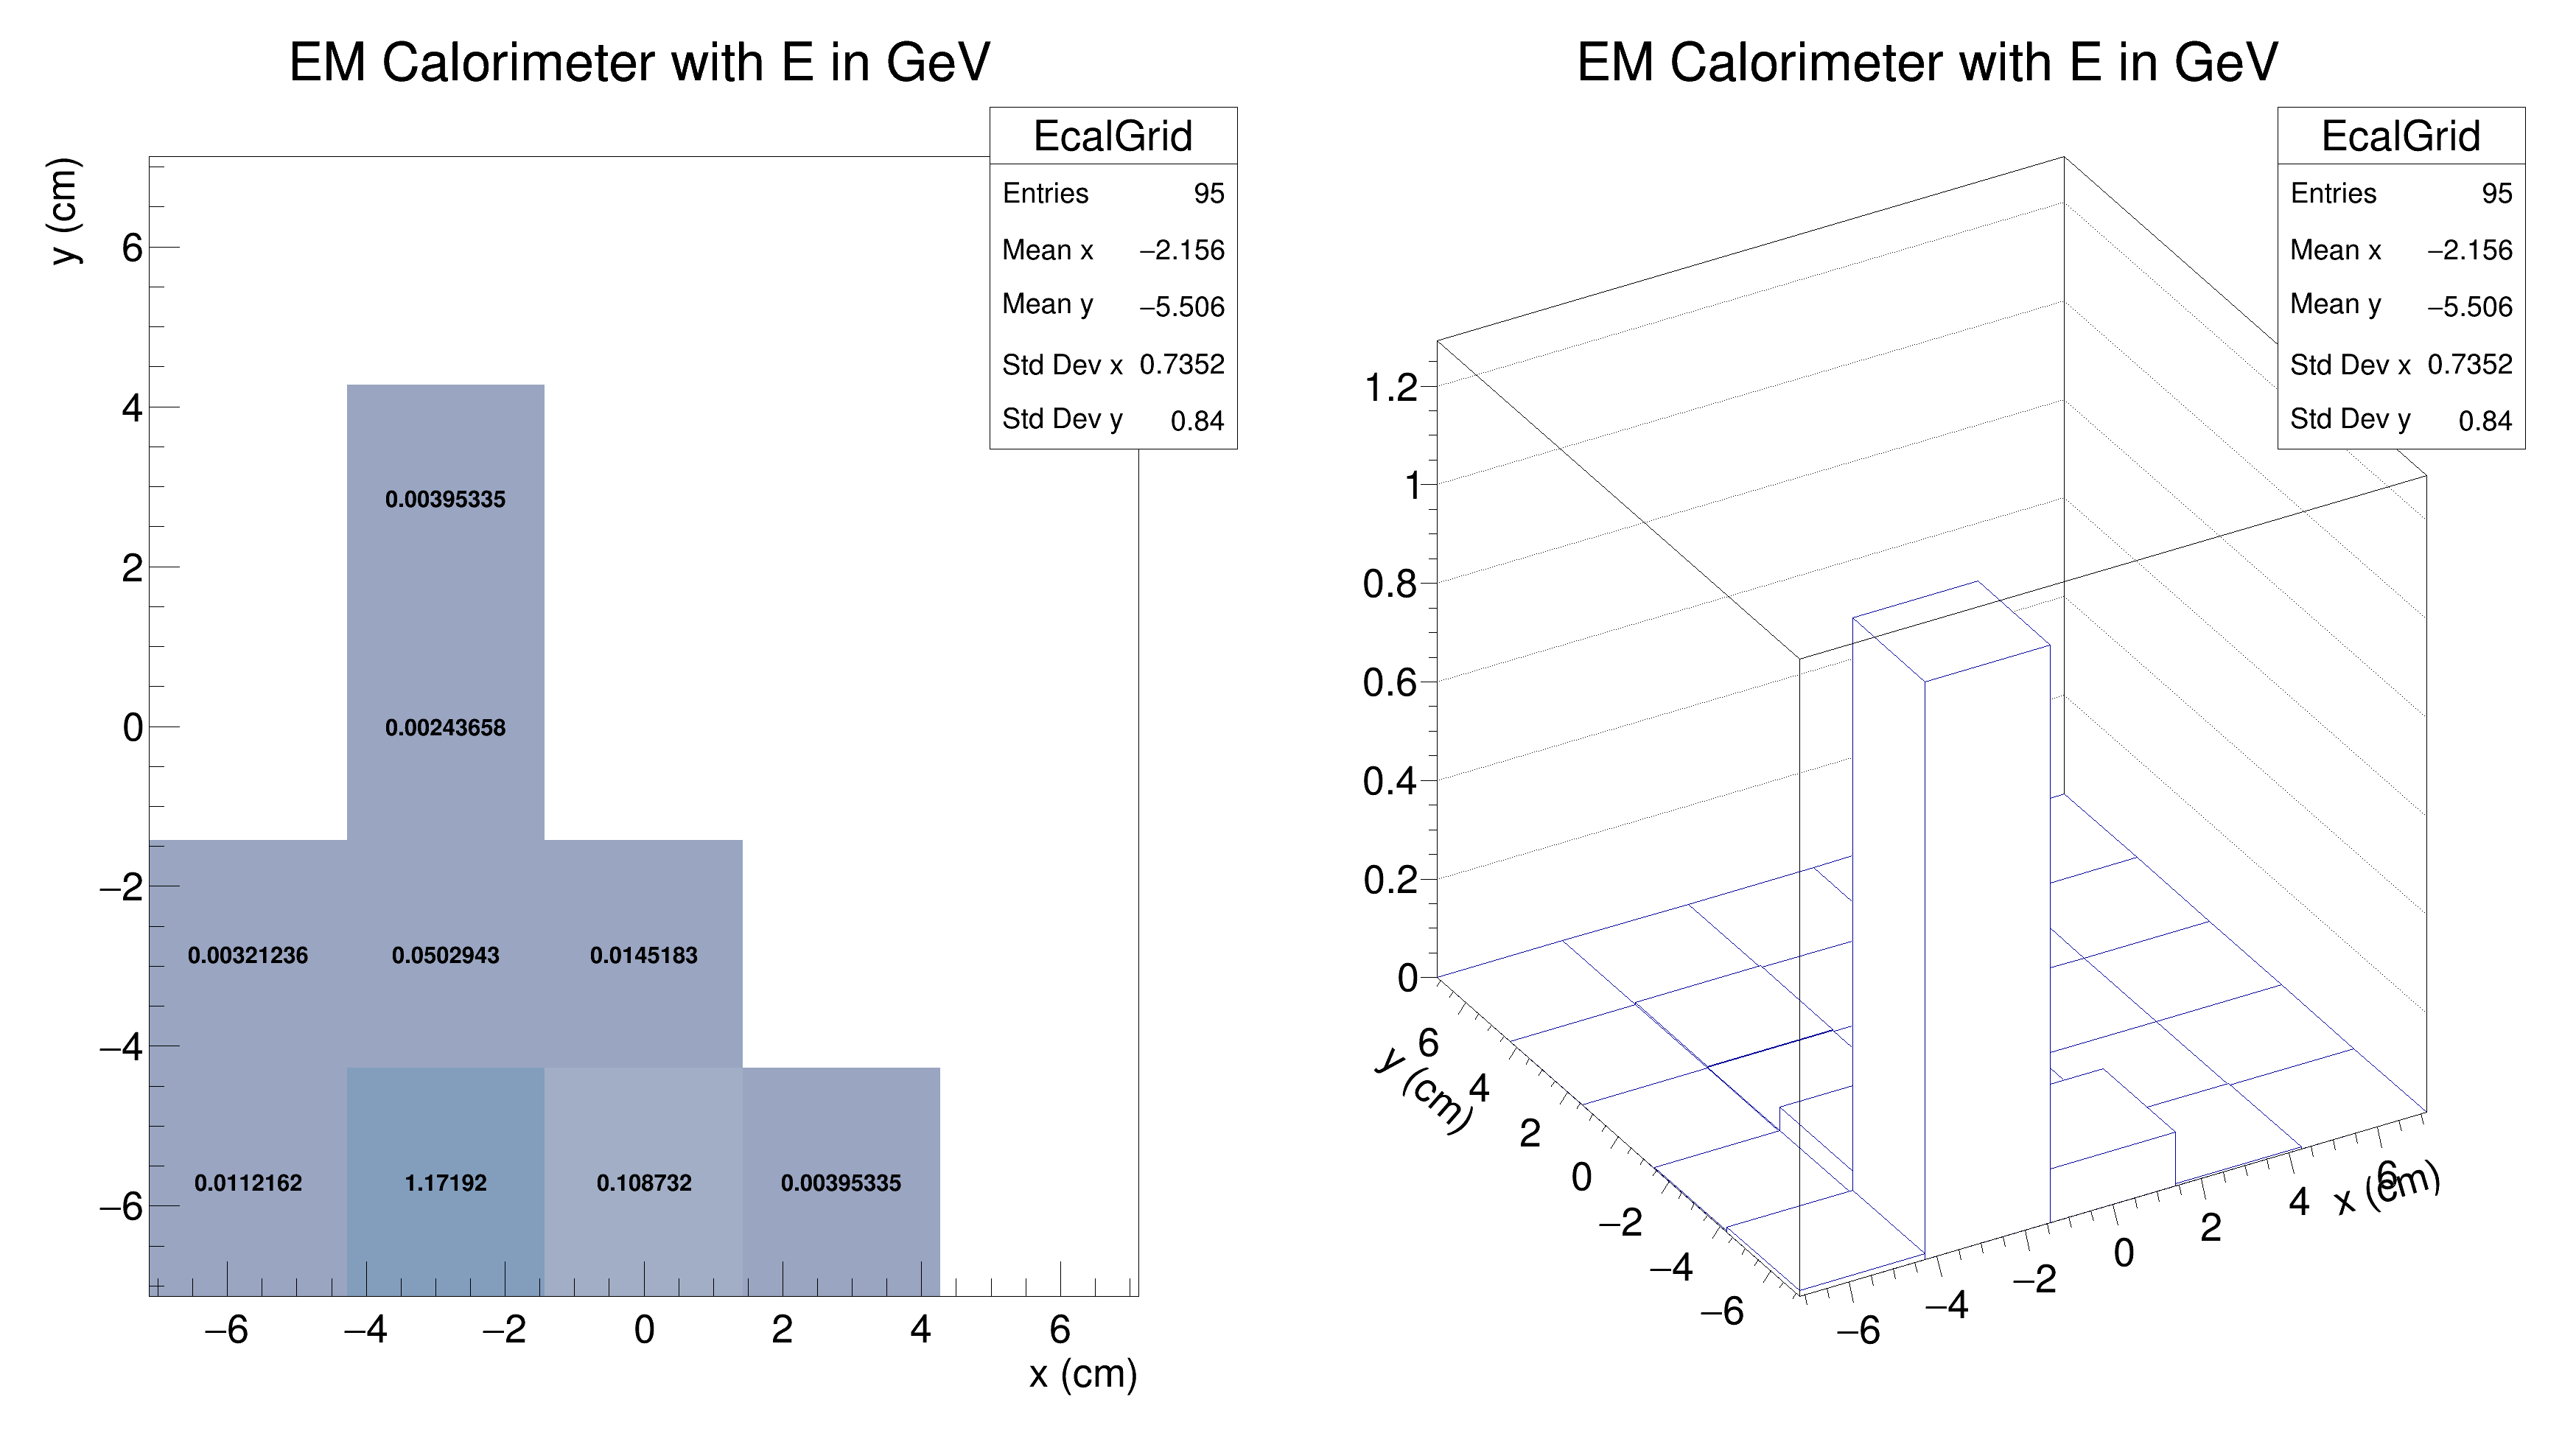 EM Calorimeter with E in GeV
EcalGrid
Entries 95
Mean x −2.156
Mean y −5.506
Std Dev x 0.7352
Std Dev y 0.84
y (cm)
6
4
2
0
−2
−4
−6
0.00395335
0.00243658
0.00321236 0.0502943 0.0145183
0.0112162 1.17192 0.108732 0.00395335
−6 −4 −2 0 2 4 6
x (cm)
EM Calorimeter with E in GeV
EcalGrid
Entries 95
Mean x −2.156
Mean y −5.506
Std Dev x 0.7352
Std Dev y 0.84
1.2
1
0.8
0.6
0.4
0.2
0
y (cm)
6
4
2
0
−2
−4
−6
−6 −4 −2 0 2 4 6
x (cm)